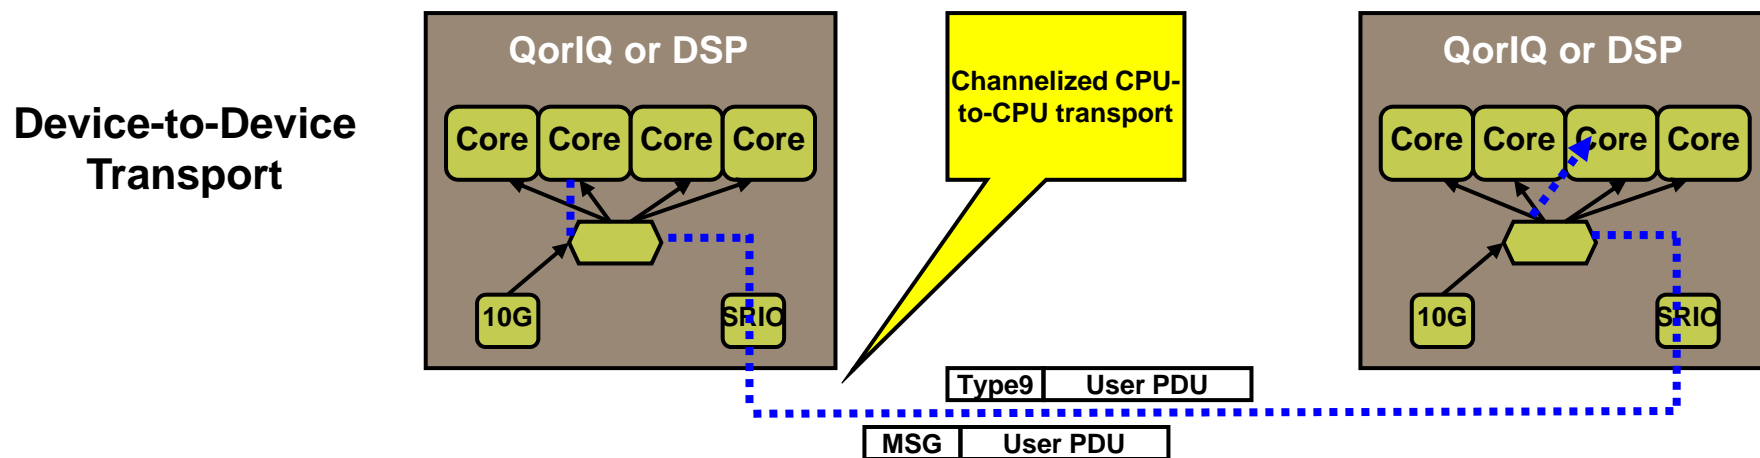 Device-to-Device
Transport
QorIQ or DSP
Core Core Core Core
10G
SRIO
Channelized CPU-
to-CPU transport
Type9 User PDU
MSG User PDU
QorIQ or DSP
Core Core Core Core
10G
SRIO